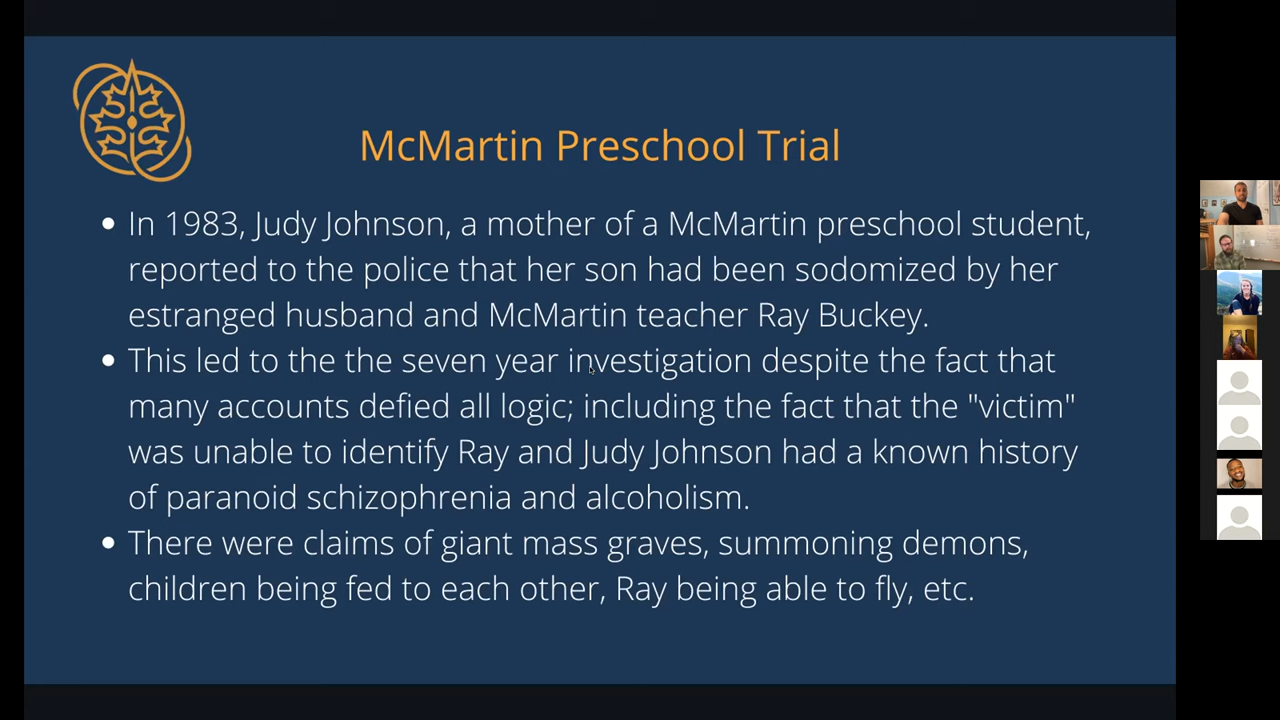 McMartin Preschool Trial
• In 1983, Judy Johnson, a mother of a McMartin preschool student,
reported to the police that her son had been sodomized by her
estranged husband and McMartin teacher Ray Buckey.
• This led to the the seven year investigation despite the fact that
many accounts defied all logic; including the fact that the "victim"
was unable to identify Ray and Judy Johnson had a known history
of paranoid schizophrenia and alcoholism.
• There were claims of giant mass graves, summoning demons,
children being fed to each other, Ray being able to fly, etc.